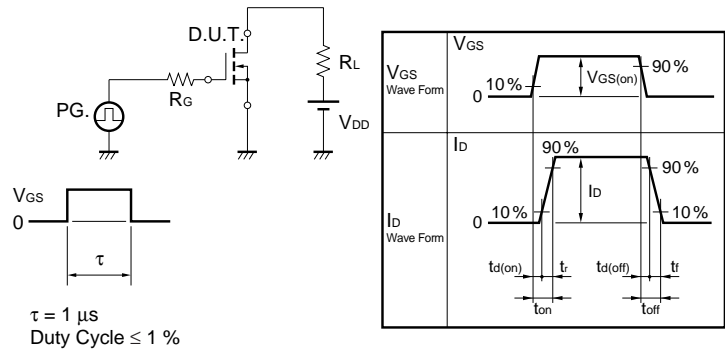 D.U.T.
RL
PG.
RG
VDD
VGS
0
τ
τ = 1 μs
Duty Cycle ≤ 1 %
VGS
Wave Form
VGS
10 %
90 %
VGS(on)
0
ID
Wave Form
ID
90 %
90 %
10 %
ID
10 %
0
td(on)
tr
td(off)
tf
ton
toff